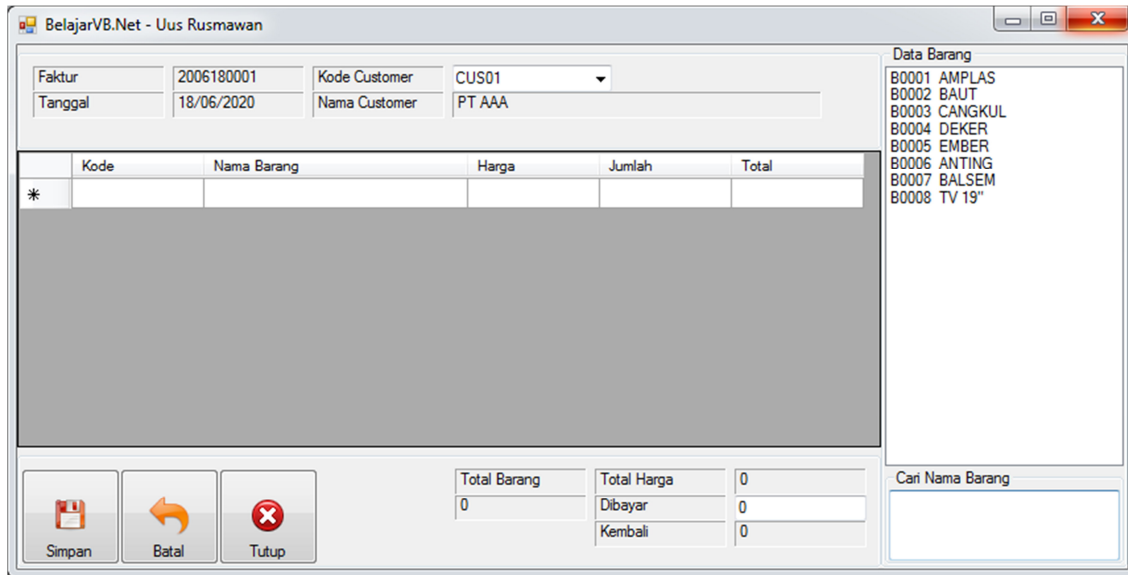 BelajarVB.Net - Uus Rusmawan
Faktur 2006180001 Kode Customer CUS01
Tanggal 18/06/2020 Nama Customer PT AAA
Kode Nama Barang Harga Jumlah Total
Data Barang
B0001 AMPLAS
B0002 BAUT
B0003 CANGKUL
B0004 DEKER
B0005 EMBER
B0006 ANTING
B0007 BALSEM
B0008 TV 19"
Total Barang Total Harga 0
0 Dibayar 0
Kembali 0
Simpan Batal Tutup
Cari Nama Barang